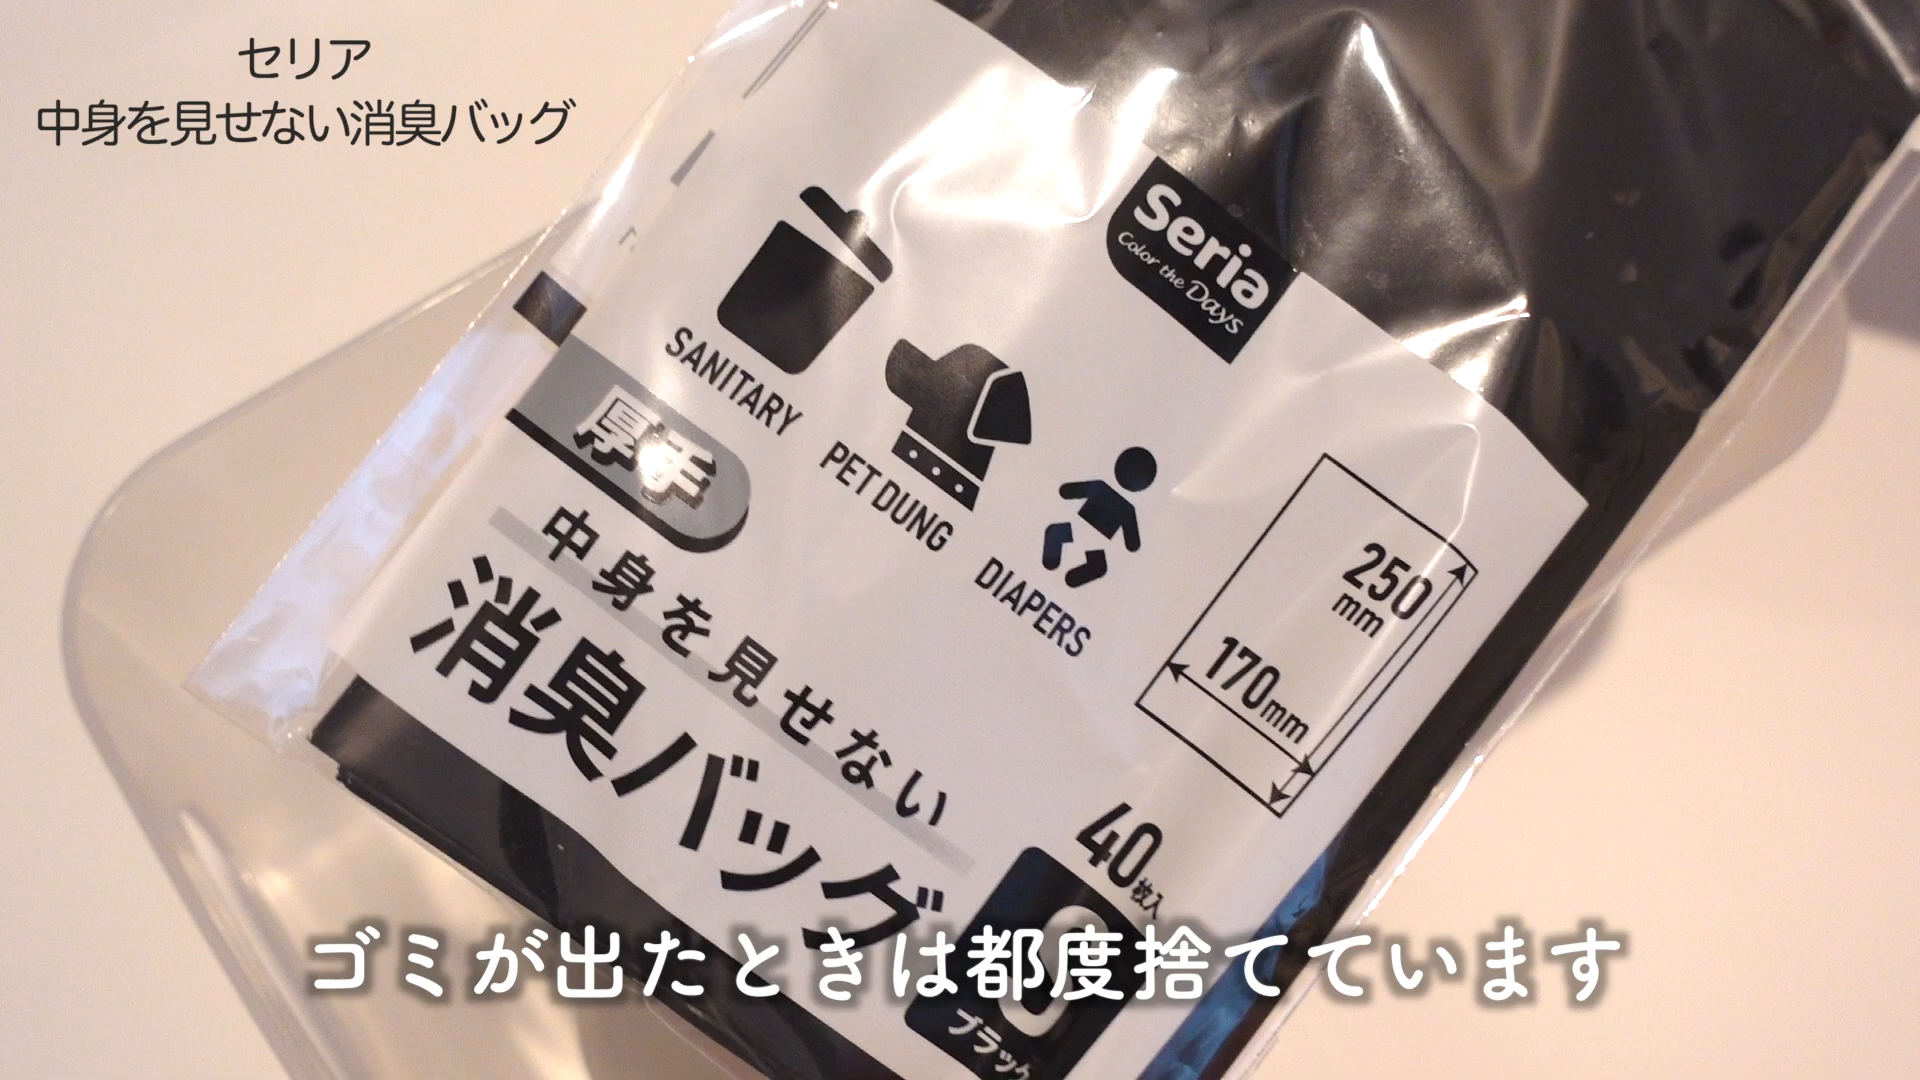 セリア
中身を見せない消臭バッグ
Seria
Color the Days
SANITARY
PET DUNG
DIAPERS
厚手
中身を見せない
消臭バッグ
250
mm
170mm
40枚入
S
ブラック
ゴミが出たときは都度捨てています